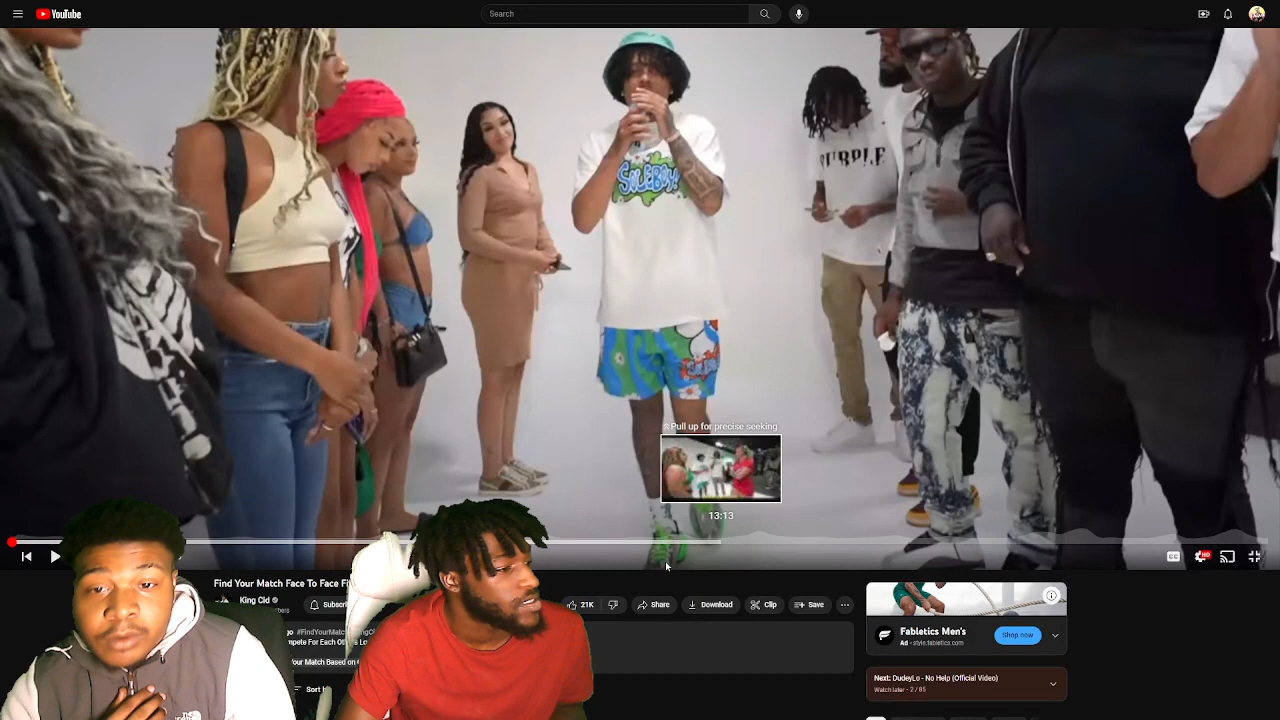 YouTube
Search
SOLEBOY
PURPLE
Pull up for precise seeking
13:13
CC
HD
Find Your Match Face To Face
King Cid
21K
Share
Download
Clip
Save
Fabletics Men's
Ad · style.fabletics.com
Shop now
Next: DudeyLo - No Help (Official Video)
Watch later · 2 / 85